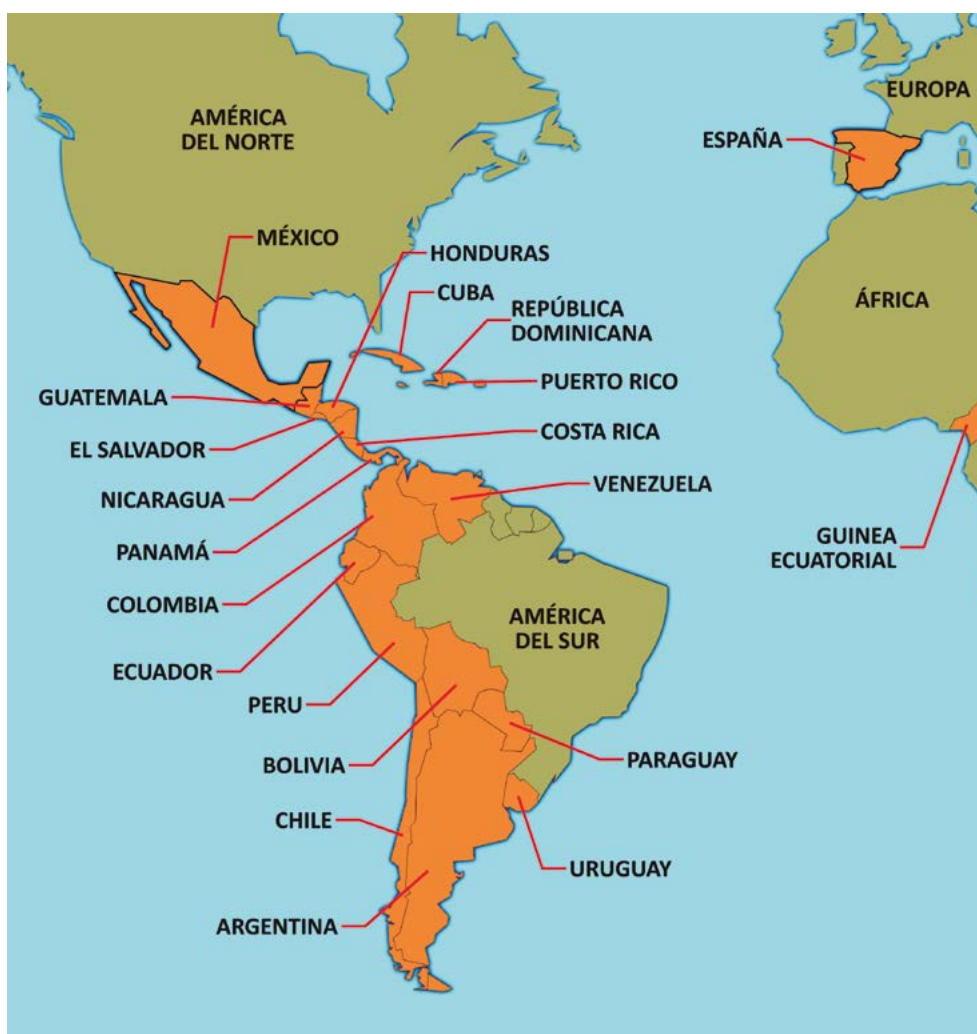 AMÉRICA
DEL NORTE
EUROPA
ESPAÑA
MÉXICO
HONDURAS
CUBA
REPÚBLICA
DOMINICANA
ÁFRICA
PUERTO RICO
GUATEMALA
COSTA RICA
EL SALVADOR
VENEZUELA
NICARAGUA
GUINEA
ECUATORIAL
PANAMÁ
COLOMBIA
AMÉRICA
DEL SUR
ECUADOR
PERU
BOLIVIA
PARAGUAY
CHILE
URUGUAY
ARGENTINA